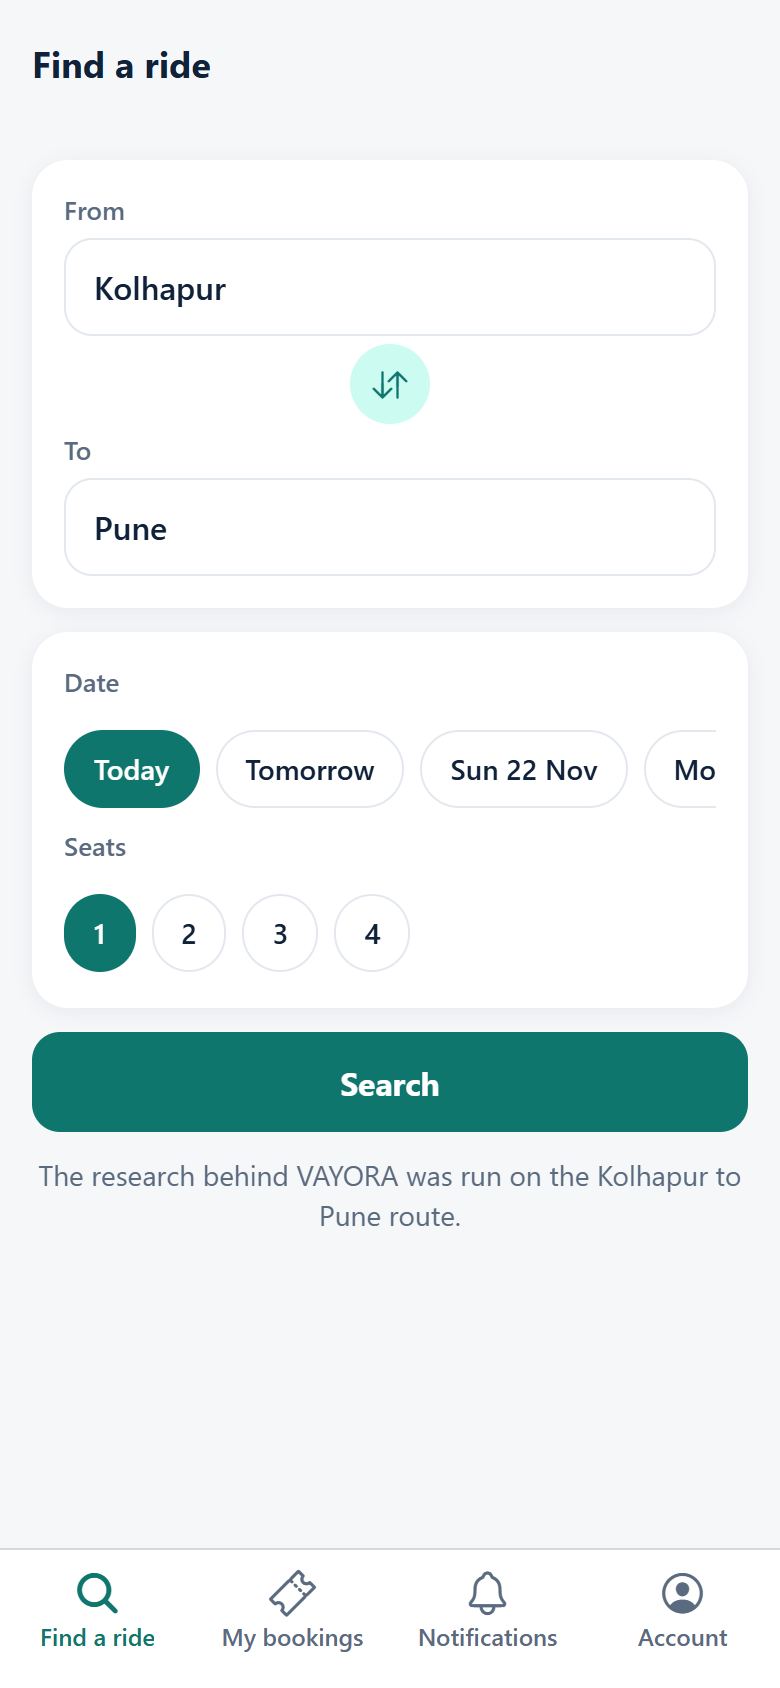 Find a ride
From
Kolhapur
To
Pune
Date
Today
Tomorrow
Sun 22 Nov
Mo
Seats
1
2
3
4
Search
The research behind VAYORA was run on the Kolhapur to
Pune route.
Find a ride
My bookings
Notifications
Account